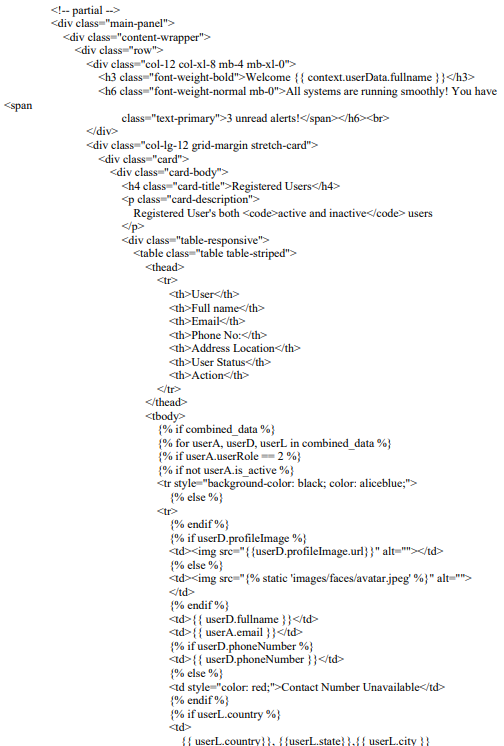 <!-- partial -->
<div class="main-panel">
<div class="content-wrapper">
<div class="row">
<div class="col-12 col-xl-8 mb-4 mb-xl-0">
<h3 class="font-weight-bold">Welcome {{ context.userData.fullname }}</h3>
<h6 class="font-weight-normal mb-0">All systems are running smoothly! You have
<span
class="text-primary">3 unread alerts!</span></h6><br>
</div>
<div class="col-lg-12 grid-margin stretch-card">
<div class="card">
<div class="card-body">
<h4 class="card-title">Registered Users</h4>
<p class="card-description">
Registered User's both <code>active and inactive</code> users
</p>
<div class="table-responsive">
<table class="table table-striped">
<thead>
<tr>
<th>User</th>
<th>Full name</th>
<th>Email</th>
<th>Phone No:</th>
<th>Address Location</th>
<th>User Status</th>
<th>Action</th>
</tr>
</thead>
<tbody>
{% if combined_data %}
{% for userA, userD, userL in combined_data %}
{% if userA.userRole == 2 %}
{% if not userA.is_active %}
<tr style="background-color: black; color: aliceblue;">
{% else %}
<tr>
{% endif %}
{% if userD.profileImage %}
<td><img src="{{userD.profileImage.url}}" alt=""></td>
{% else %}
<td><img src="{% static 'images/faces/avatar.jpeg' %}" alt="">
</td>
{% endif %}
<td>{{ userD.fullname }}</td>
<td>{{ userA.email }}</td>
{% if userD.phoneNumber %}
<td>{{ userD.phoneNumber }}</td>
{% else %}
<td style="color: red;">Contact Number Unavailable</td>
{% endif %}
{% if userL.country %}
<td>
{{ userL.country}}, {{userL.state}},{{ userL.city }}